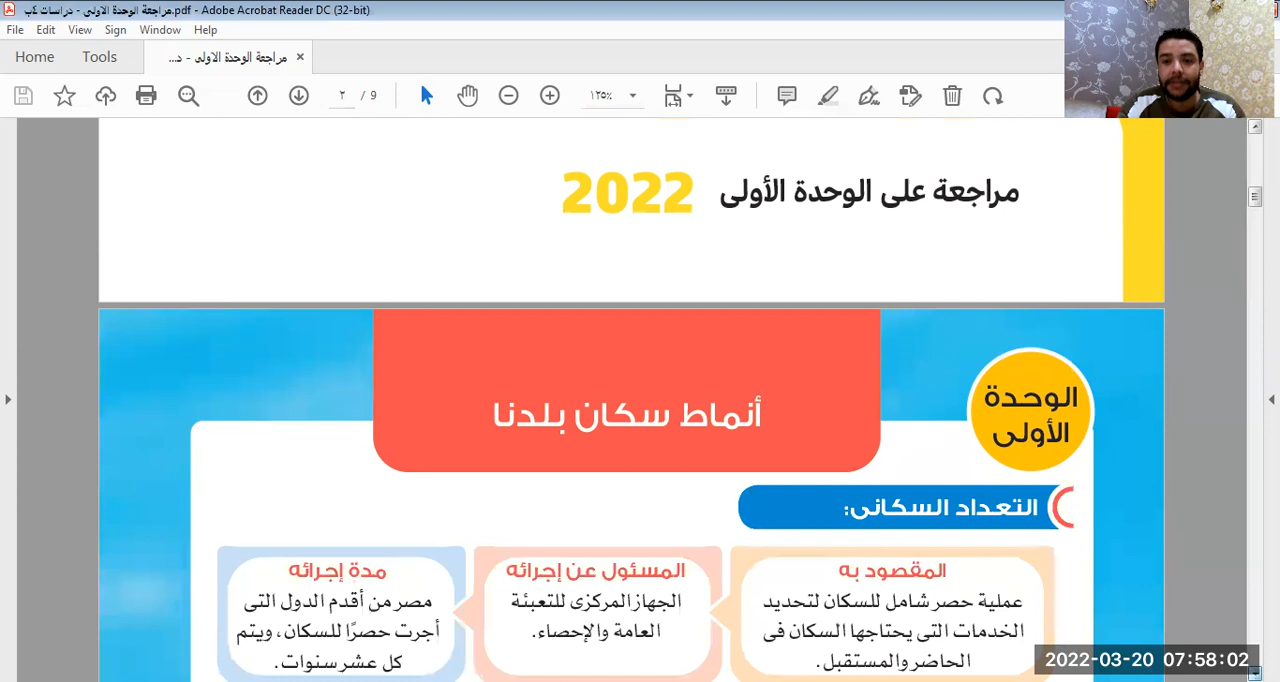 مراجعة الوحدة الاولى - دراسات ك4ب.pdf - Adobe Acrobat Reader DC (32-bit)
File Edit View Sign Window Help
Home Tools مراجعة الوحدة الاولى - د...
٢ / 9 ١٢٥%
مراجعة على الوحدة الأولى 2022
الوحدة
الأولى
أنماط سكان بلدنا
التعداد السكانى:
المقصود به
عملية حصر شامل للسكان لتحديد
الخدمات التى يحتاجها السكان فى
الحاضر والمستقبل.
المسئول عن إجرائه
الجهاز المركزى للتعبئة
العامة والإحصاء.
مدة إجرائه
مصر من أقدم الدول التى
أجرت حصرًا للسكان، ويتم
كل عشر سنوات.
2022-03-20 07:58:02